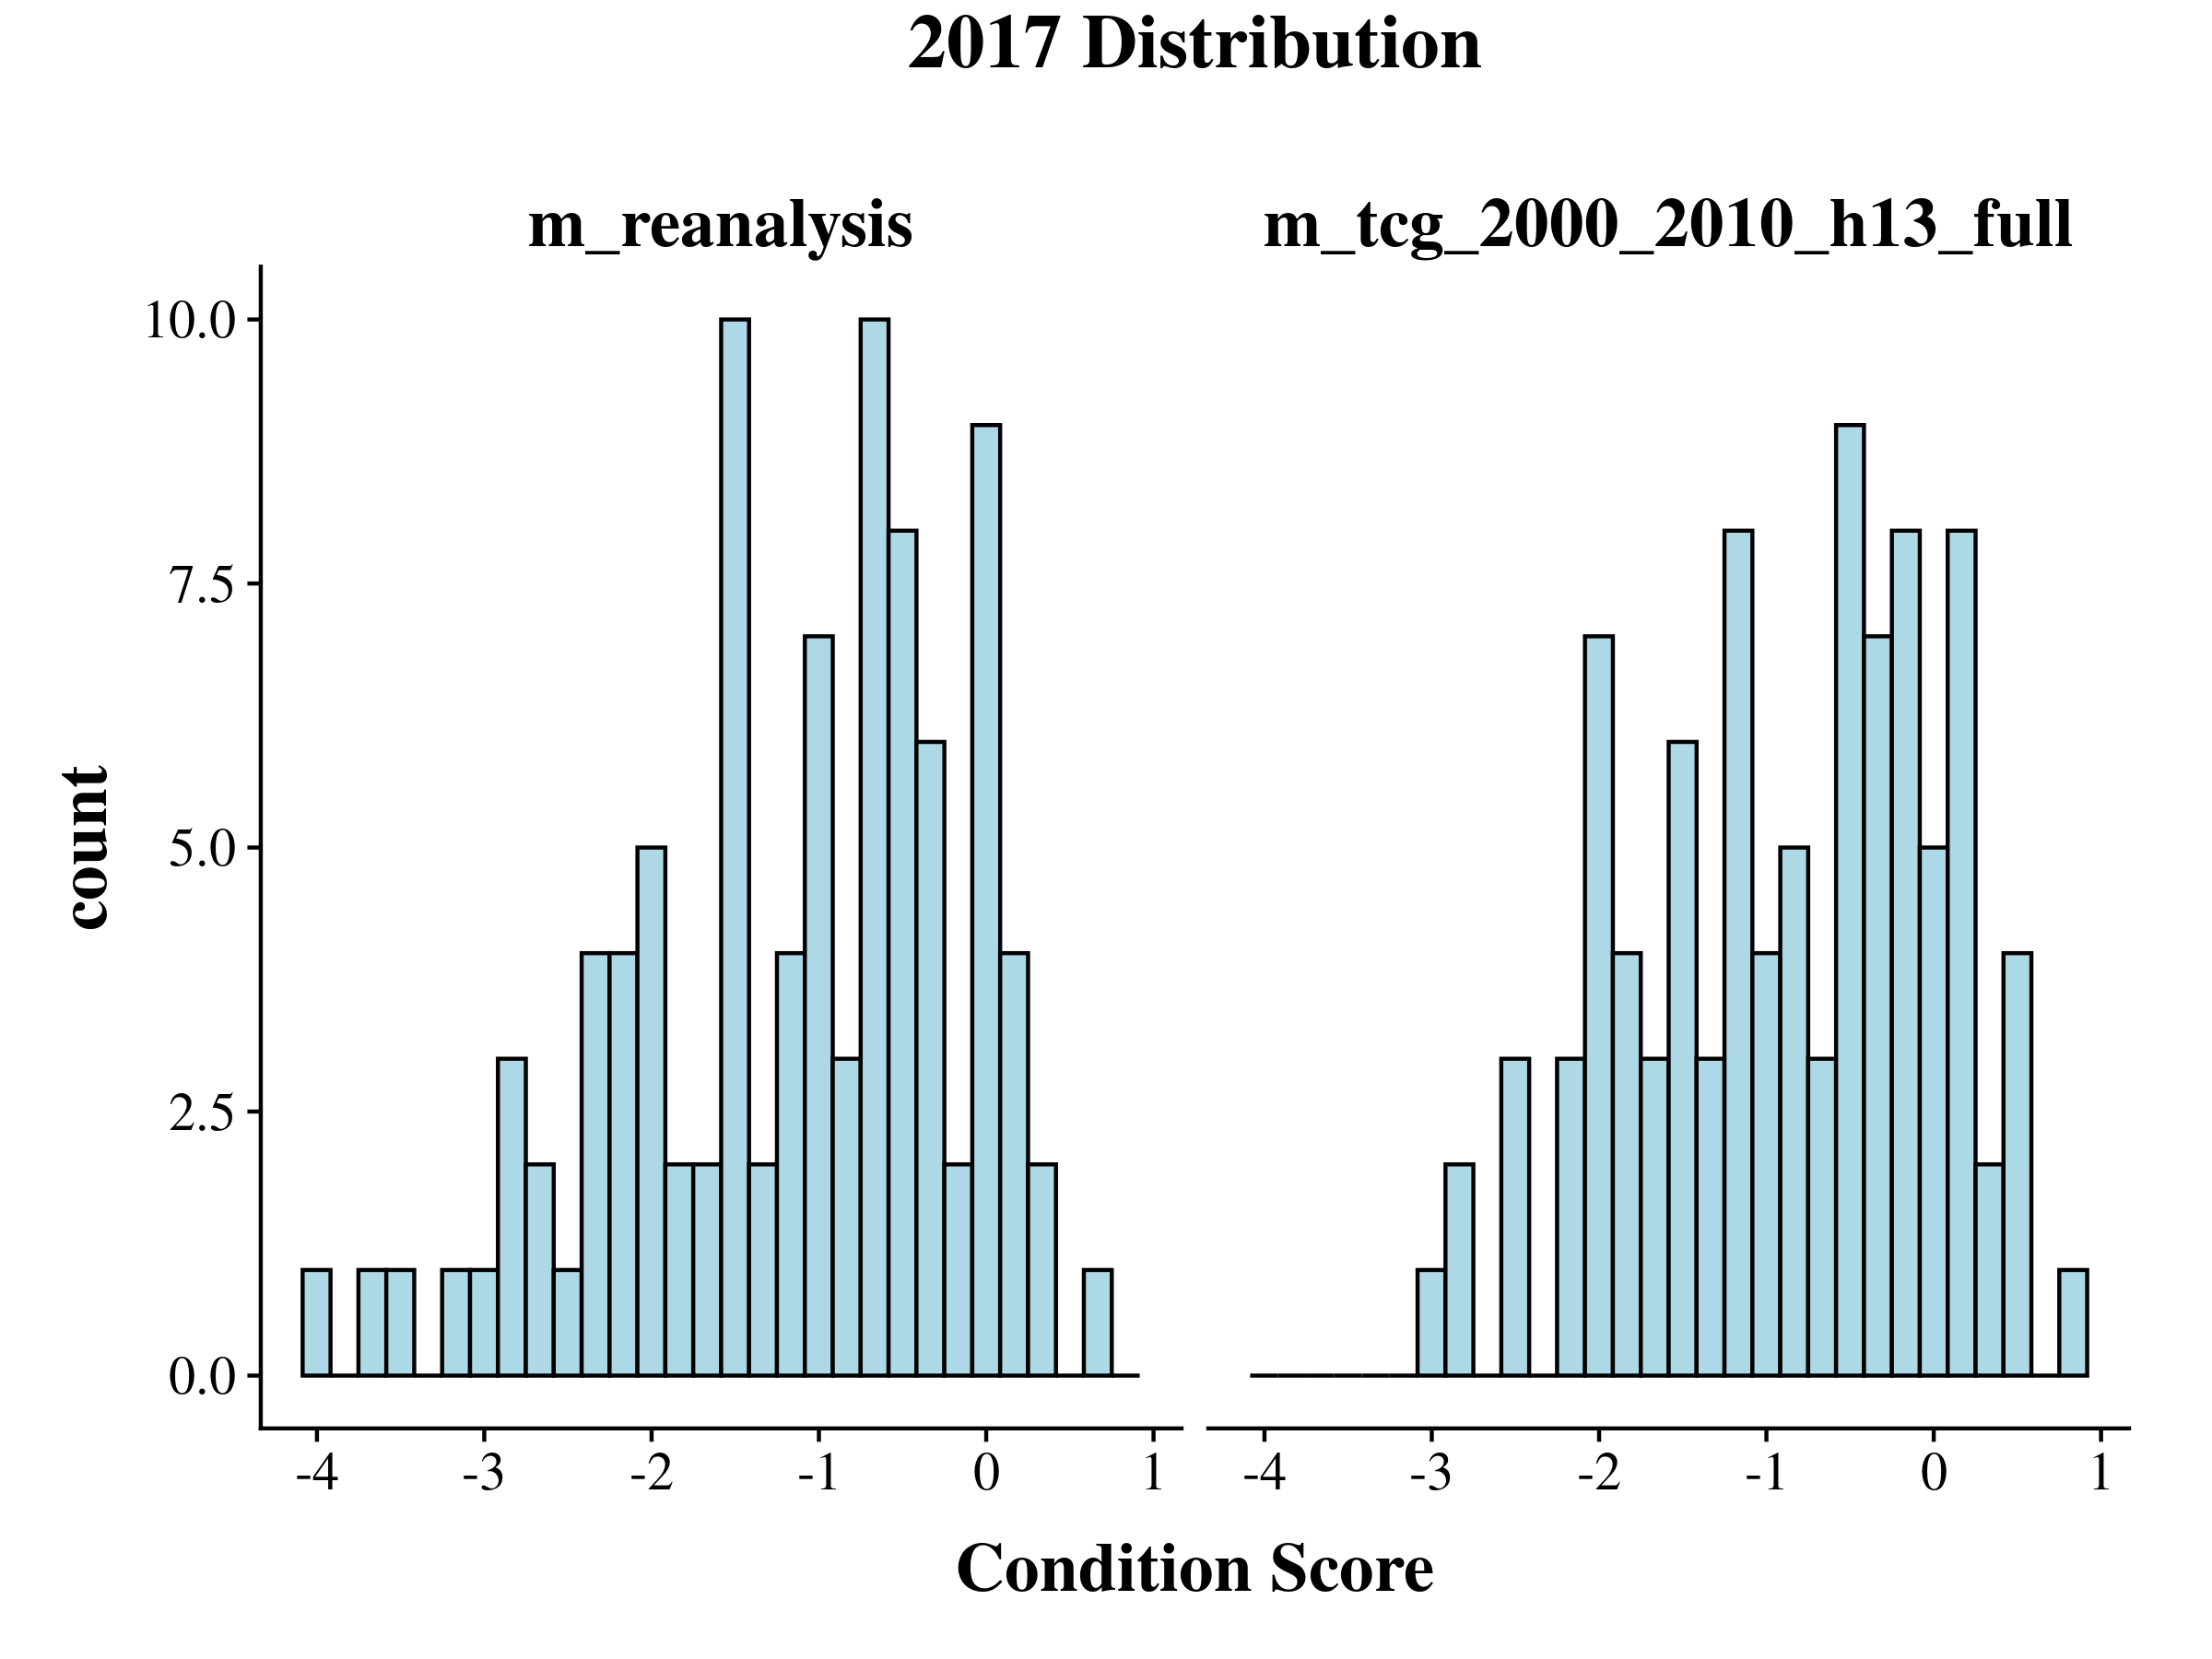 2017 Distribution
m_reanalysis m_tcg_2000_2010_h13_full
10.0
7.5
5.0
2.5
0.0
count
-4 -3 -2 -1 0 1 -4 -3 -2 -1 0 1
Condition Score